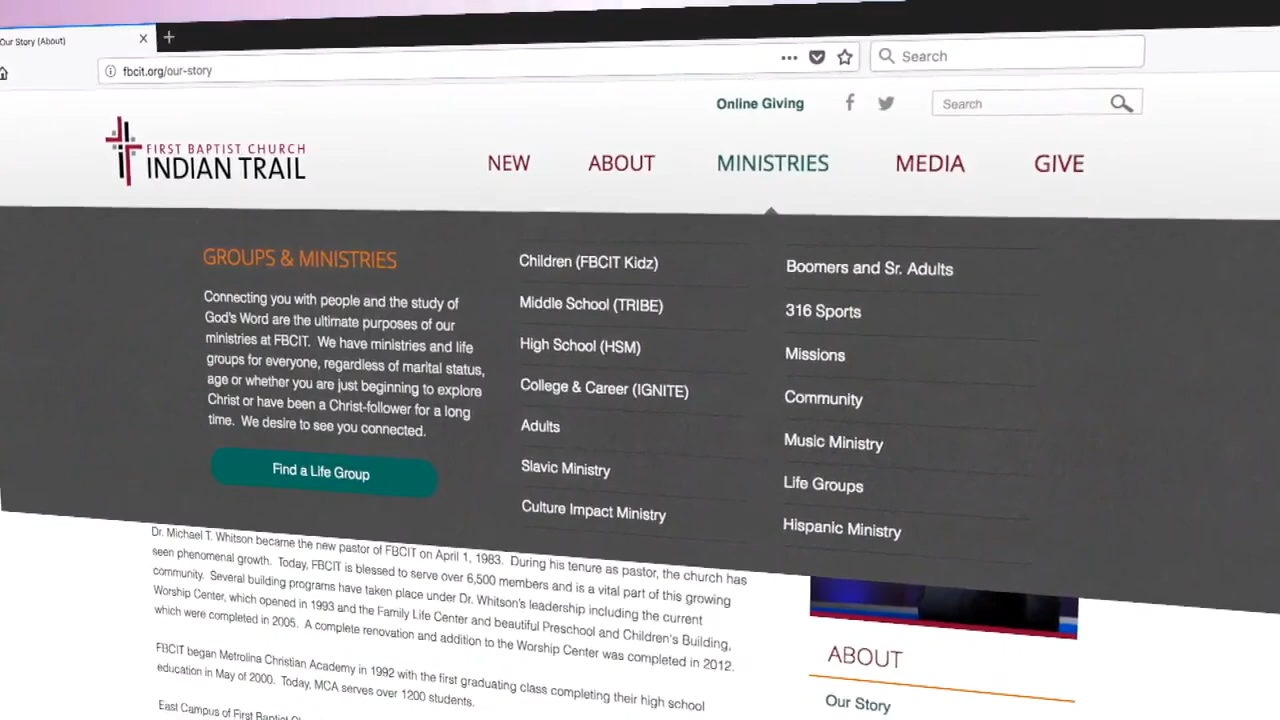 Our Story (About)
fbcit.org/our-story
Search
Online Giving
Search
FIRST BAPTIST CHURCH
INDIAN TRAIL
NEW ABOUT MINISTRIES MEDIA GIVE
GROUPS & MINISTRIES
Connecting you with people and the study of
God's Word are the ultimate purposes of our
ministries at FBCIT. We have ministries and life
groups for everyone, regardless of marital status,
age or whether you are just beginning to explore
Christ or have been a Christ-follower for a long
time. We desire to see you connected.
Find a Life Group
Children (FBCIT Kidz)
Middle School (TRIBE)
High School (HSM)
College & Career (IGNITE)
Adults
Slavic Ministry
Culture Impact Ministry
Boomers and Sr. Adults
316 Sports
Missions
Community
Music Ministry
Life Groups
Hispanic Ministry
Dr. Michael T. Whitson became the new pastor of FBCIT on April 1, 1983. During his tenure as pastor, the church has
seen phenomenal growth. Today, FBCIT is blessed to serve over 6,500 members and is a vital part of this growing
community. Several building programs have taken place under Dr. Whitson's leadership including the current
Worship Center, which opened in 1993 and the Family Life Center and beautiful Preschool and Children's Building,
which were completed in 2005. A complete renovation and addition to the Worship Center was completed in 2012.
FBCIT began Metrolina Christian Academy in 1992 with the first graduating class completing their high school
education in May of 2000. Today, MCA serves over 1200 students.
East Campus of First Baptist
ABOUT
Our Story